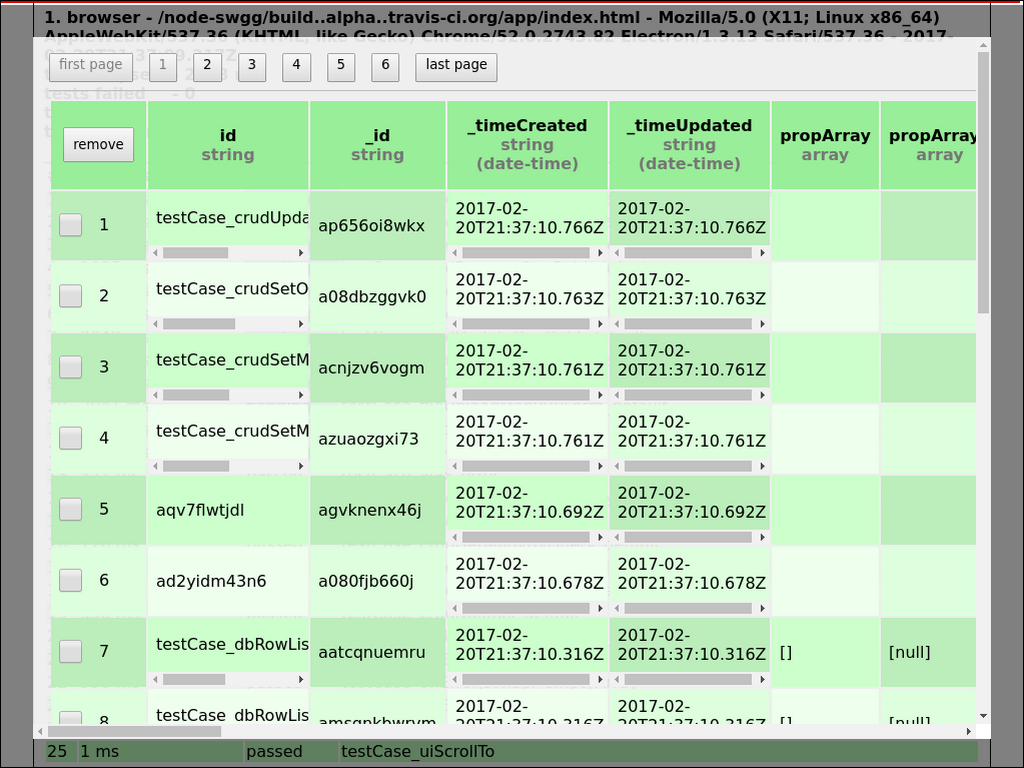 1. browser - /node-swgg/build..alpha..travis-ci.org/app/index.html - Mozilla/5.0 (X11; Linux x86_64)
AppleWebKit/537.36 (KHTML, like Gecko) Chrome/52.0.2743.82 Electron/1.3.13 Safari/537.36 - 2017-
first page 1 2 3 4 5 6 last page
tests failed - 0
remove id _id _timeCreated _timeUpdated propArray propArray
string string string string array array
(date-time) (date-time)
1 testCase_crudUpda ap656oi8wkx 2017-02- 2017-02-
20T21:37:10.766Z 20T21:37:10.766Z
2 testCase_crudSetO a08dbzggvk0 2017-02- 2017-02-
20T21:37:10.763Z 20T21:37:10.763Z
3 testCase_crudSetM acnjzv6vogm 2017-02- 2017-02-
20T21:37:10.761Z 20T21:37:10.761Z
4 testCase_crudSetM azuaozgxi73 2017-02- 2017-02-
20T21:37:10.761Z 20T21:37:10.761Z
5 aqv7flwtjdl agvknenx46j 2017-02- 2017-02-
20T21:37:10.692Z 20T21:37:10.692Z
6 ad2yidm43n6 a080fjb660j 2017-02- 2017-02-
20T21:37:10.678Z 20T21:37:10.678Z
7 testCase_dbRowLis aatcqnuemru 2017-02- 2017-02- [] [null]
20T21:37:10.316Z 20T21:37:10.316Z
8 testCase_dbRowLis amsgnkbwrvm 2017-02- 2017-02- [] [null]
20T21:37:10.316Z 20T21:37:10.316Z
25 1 ms passed testCase_uiScrollTo